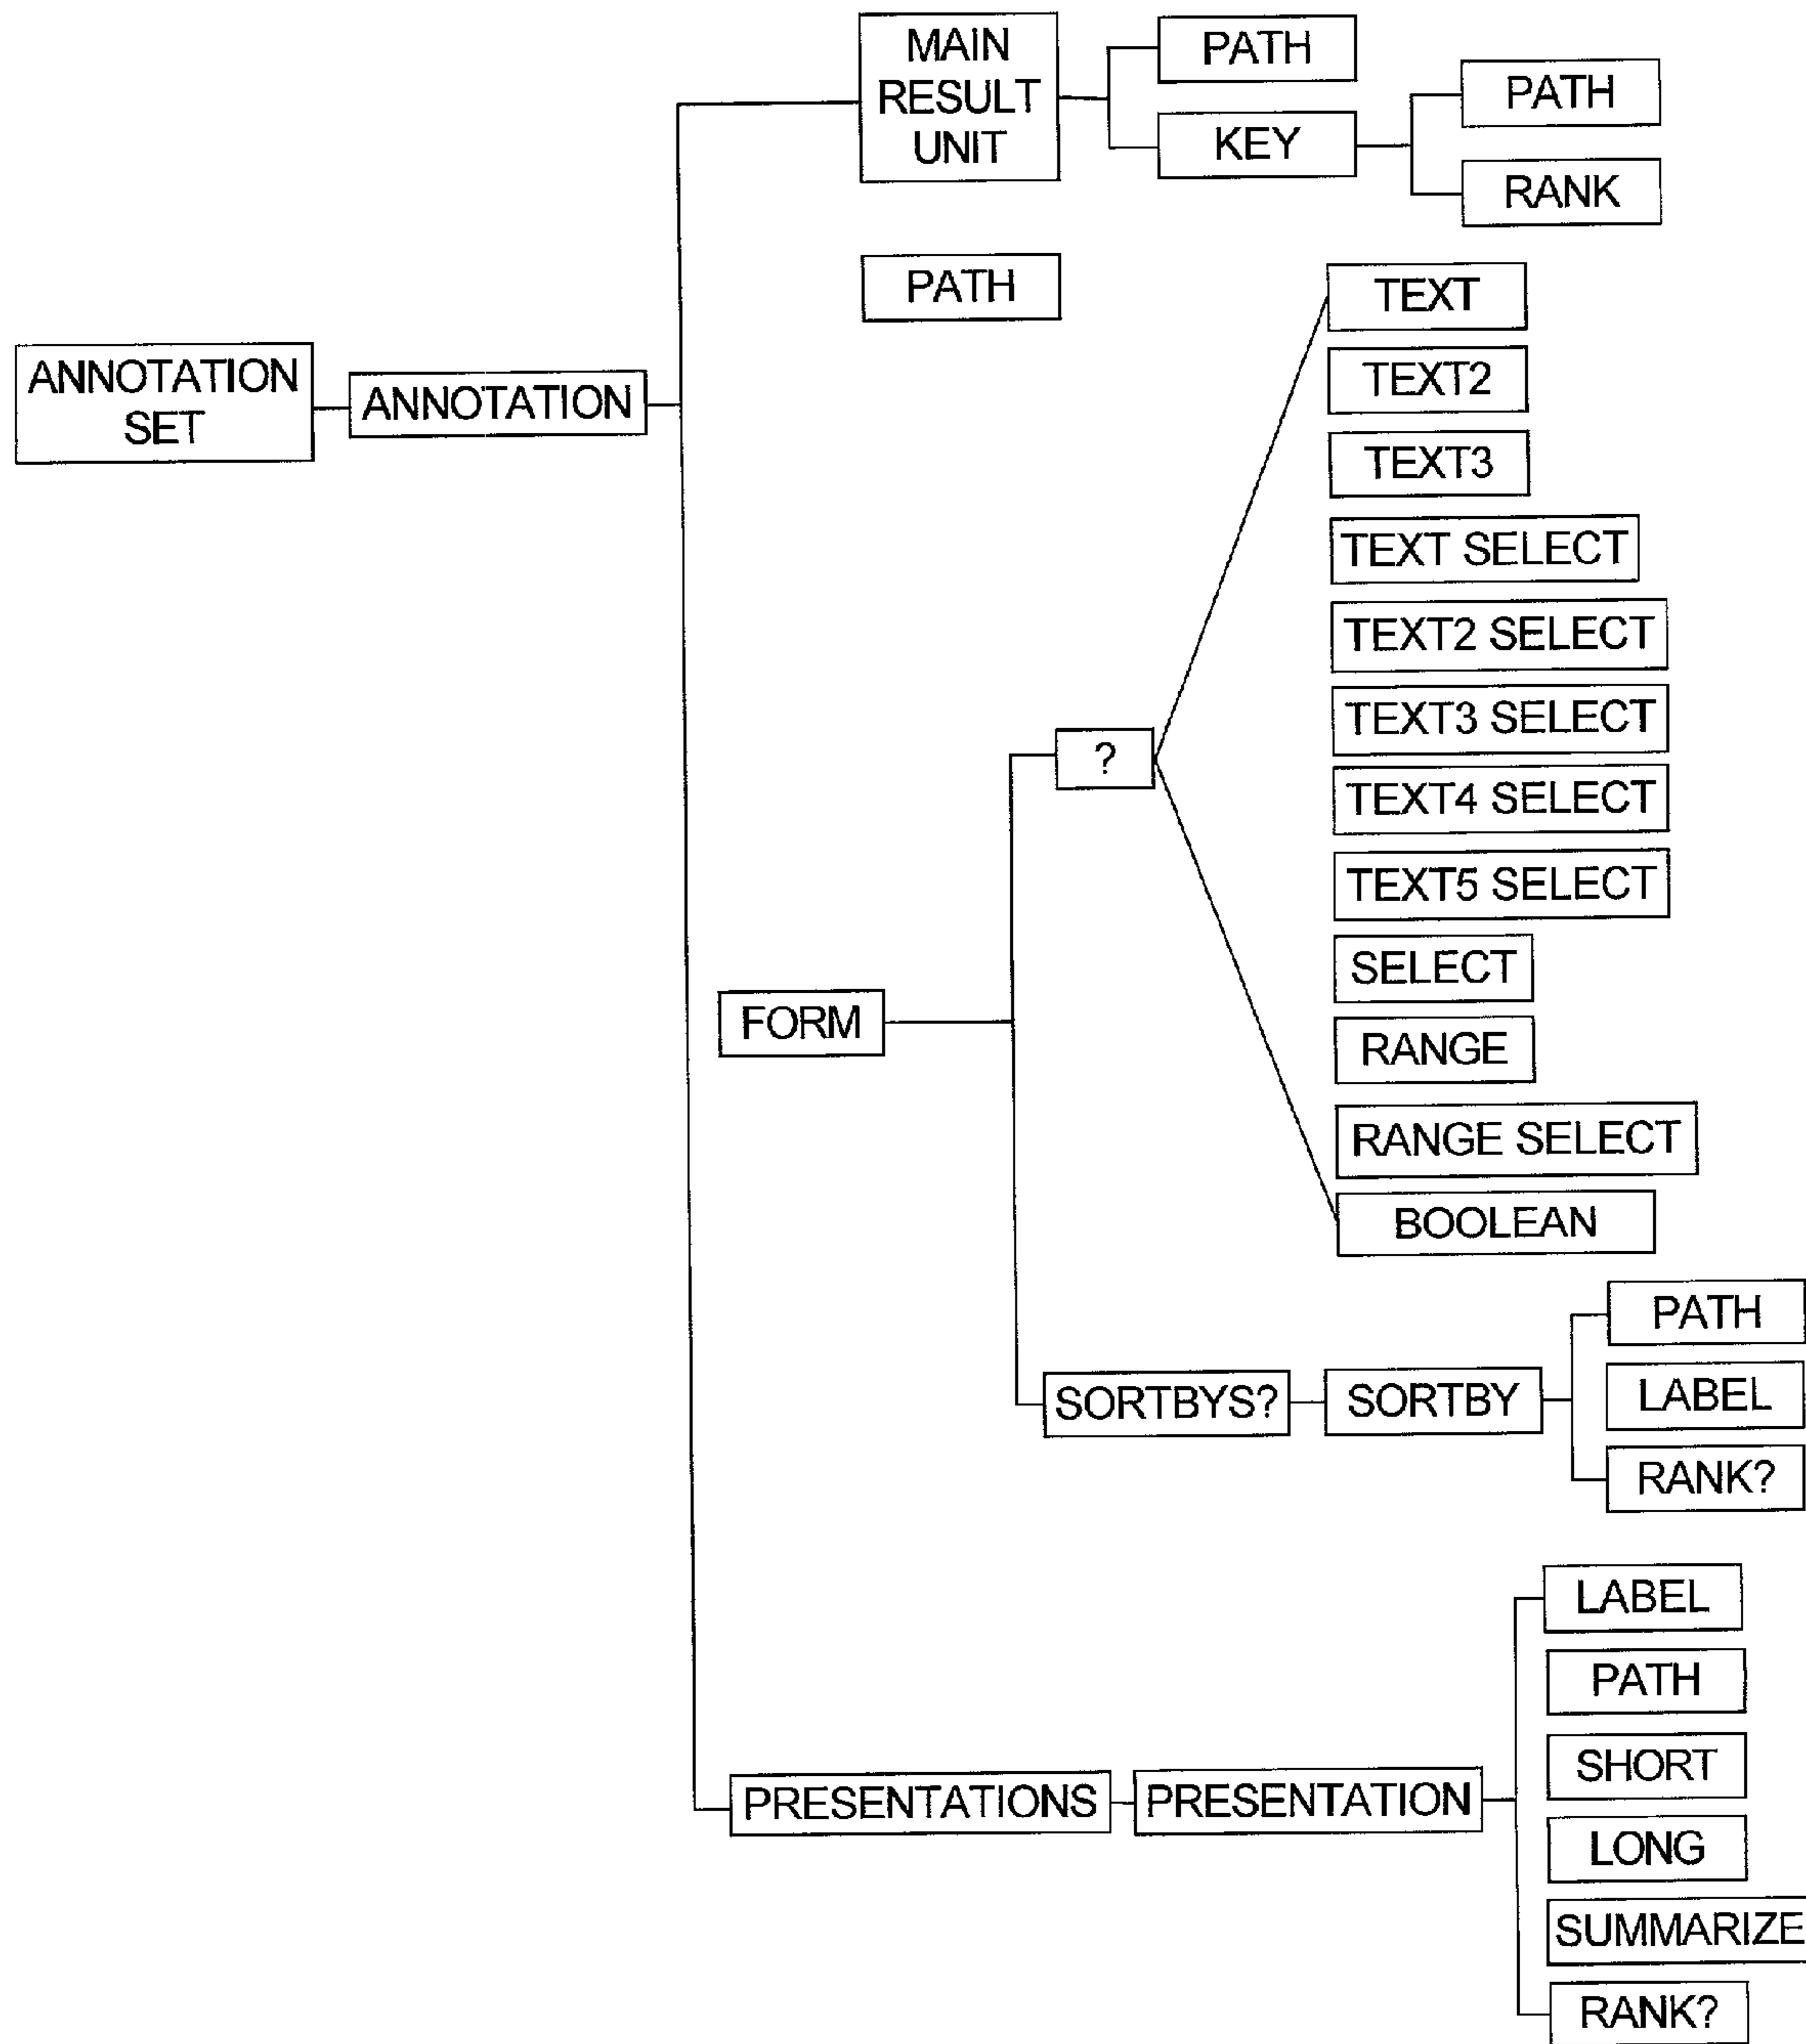 MAIN
RESULT
UNIT
PATH
KEY
PATH
RANK
PATH
ANNOTATION
SET
ANNOTATION
TEXT
TEXT2
TEXT3
TEXT SELECT
TEXT2 SELECT
TEXT3 SELECT
TEXT4 SELECT
TEXT5 SELECT
SELECT
RANGE
RANGE SELECT
BOOLEAN
?
FORM
SORTBYS?
SORTBY
PATH
LABEL
RANK?
PRESENTATIONS
PRESENTATION
LABEL
PATH
SHORT
LONG
SUMMARIZE
RANK?